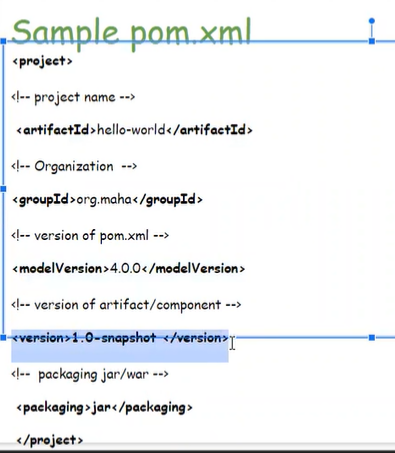 Sample pom.xml
<project>
<!-- project name -->
<artifactId>hello-world</artifactId>
<!-- Organization  -->
<groupId>org.maha</groupId>
<!-- version of pom.xml -->
<modelVersion>4.0.0</modelVersion>
<!-- version of artifact/component -->
<version>1.0-snapshot </version>
<!--  packaging jar/war -->
<packaging>jar</packaging>
</project>